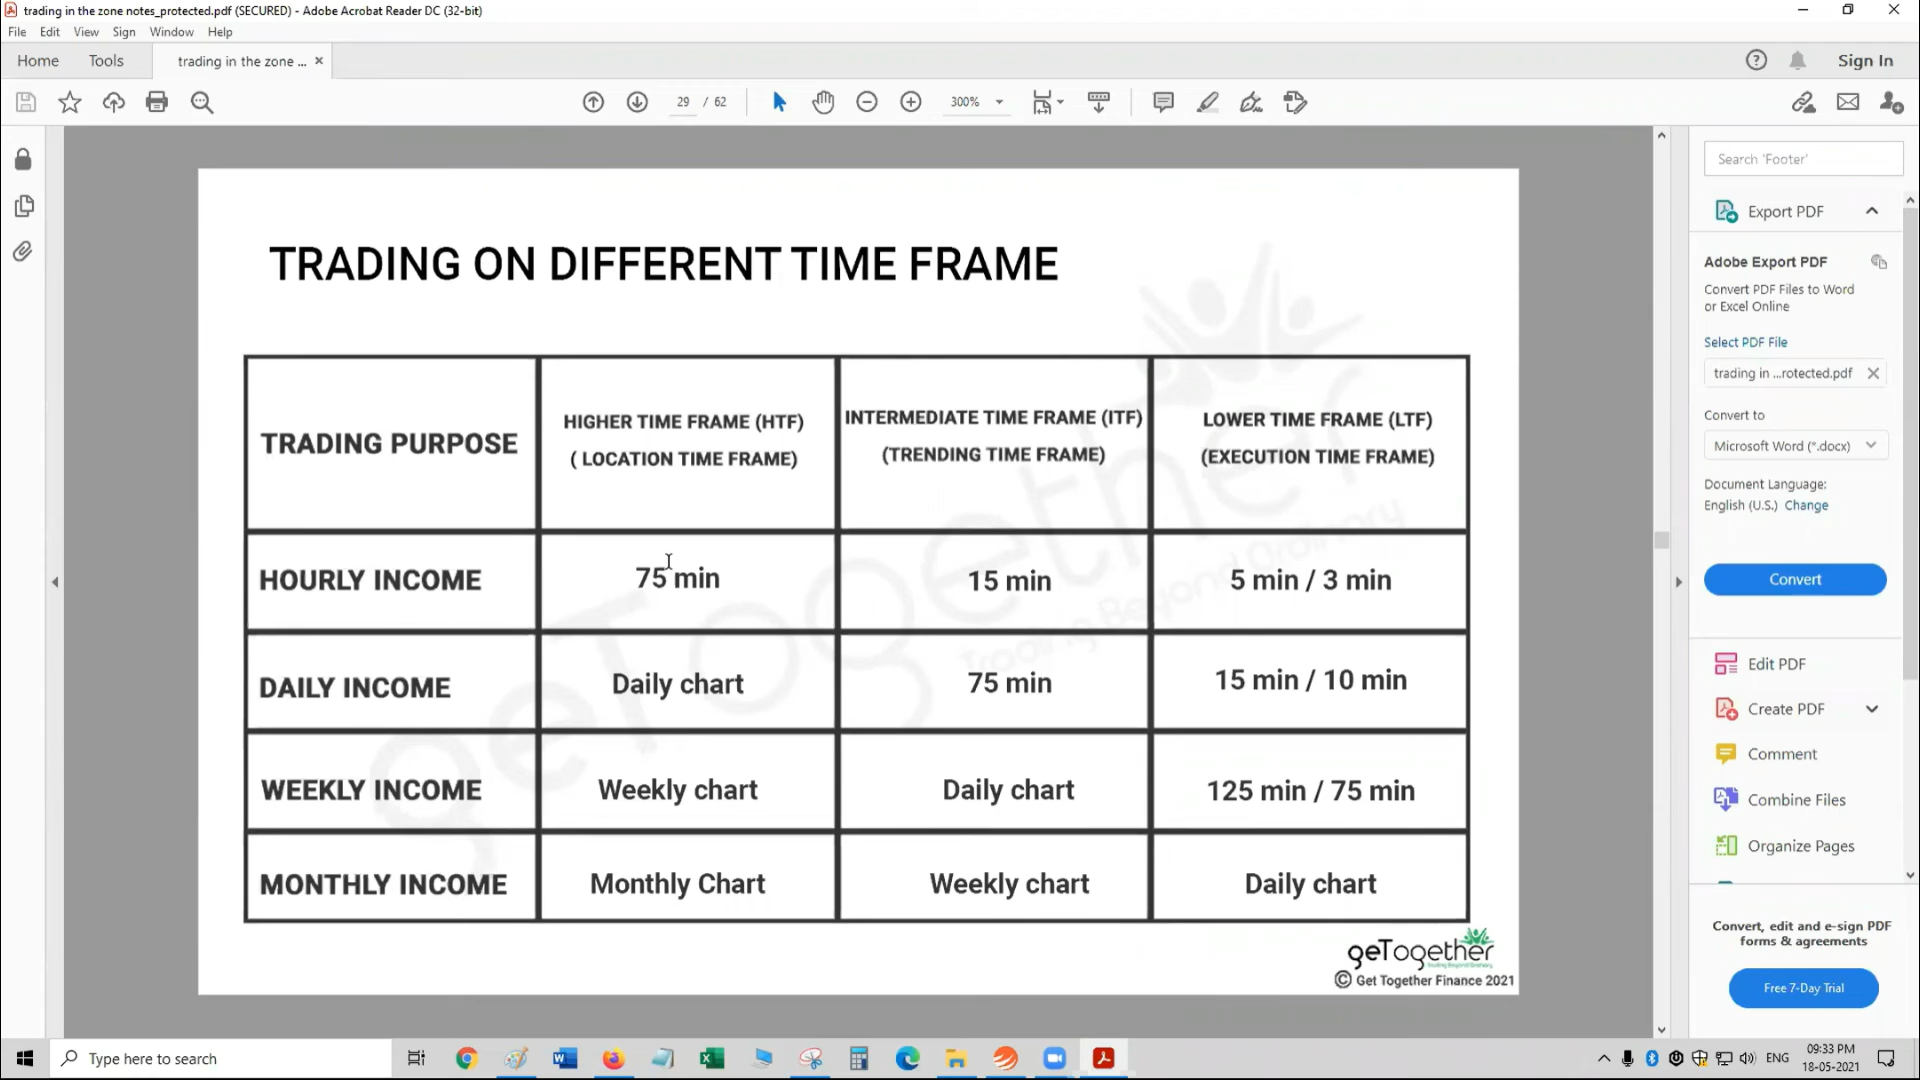 trading in the zone notes_protected.pdf (SECURED) - Adobe Acrobat Reader DC (32-bit)
File Edit View Sign Window Help
Home Tools trading in the zone ... × Sign In
29 / 62 300%
Search 'Footer'
Export PDF
Adobe Export PDF
Convert PDF Files to Word
or Excel Online
Select PDF File
trading in ...rotected.pdf
Convert to
Microsoft Word (*.docx)
Document Language:
English (U.S.) Change
Convert
Edit PDF
Create PDF
Comment
Combine Files
Organize Pages
Convert, edit and e-sign PDF
forms & agreements
Free 7-Day Trial
TRADING ON DIFFERENT TIME FRAME
TRADING PURPOSE
HIGHER TIME FRAME (HTF)
( LOCATION TIME FRAME)
INTERMEDIATE TIME FRAME (ITF)
(TRENDING TIME FRAME)
LOWER TIME FRAME (LTF)
(EXECUTION TIME FRAME)
HOURLY INCOME 75 min 15 min 5 min / 3 min
DAILY INCOME Daily chart 75 min 15 min / 10 min
WEEKLY INCOME Weekly chart Daily chart 125 min / 75 min
MONTHLY INCOME Monthly Chart Weekly chart Daily chart
geTogether
Trading Beyond Ordinary
geTogether
© Get Together Finance 2021
Type here to search
ENG
09:33 PM
18-05-2021